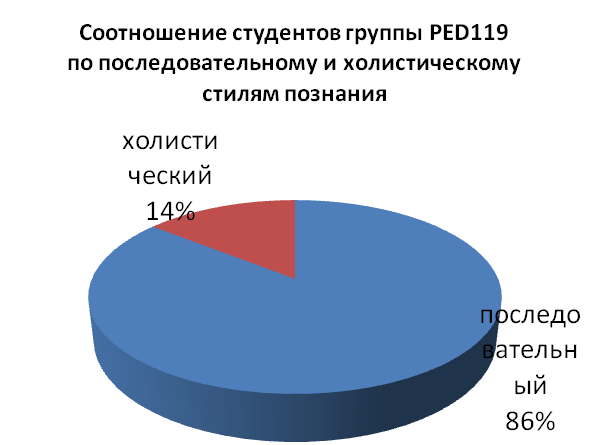 Соотношение студентов группы PED119
по последовательному и холистическому
стилям познания
холисти
ческий
14%
последо
вательн
ый
86%